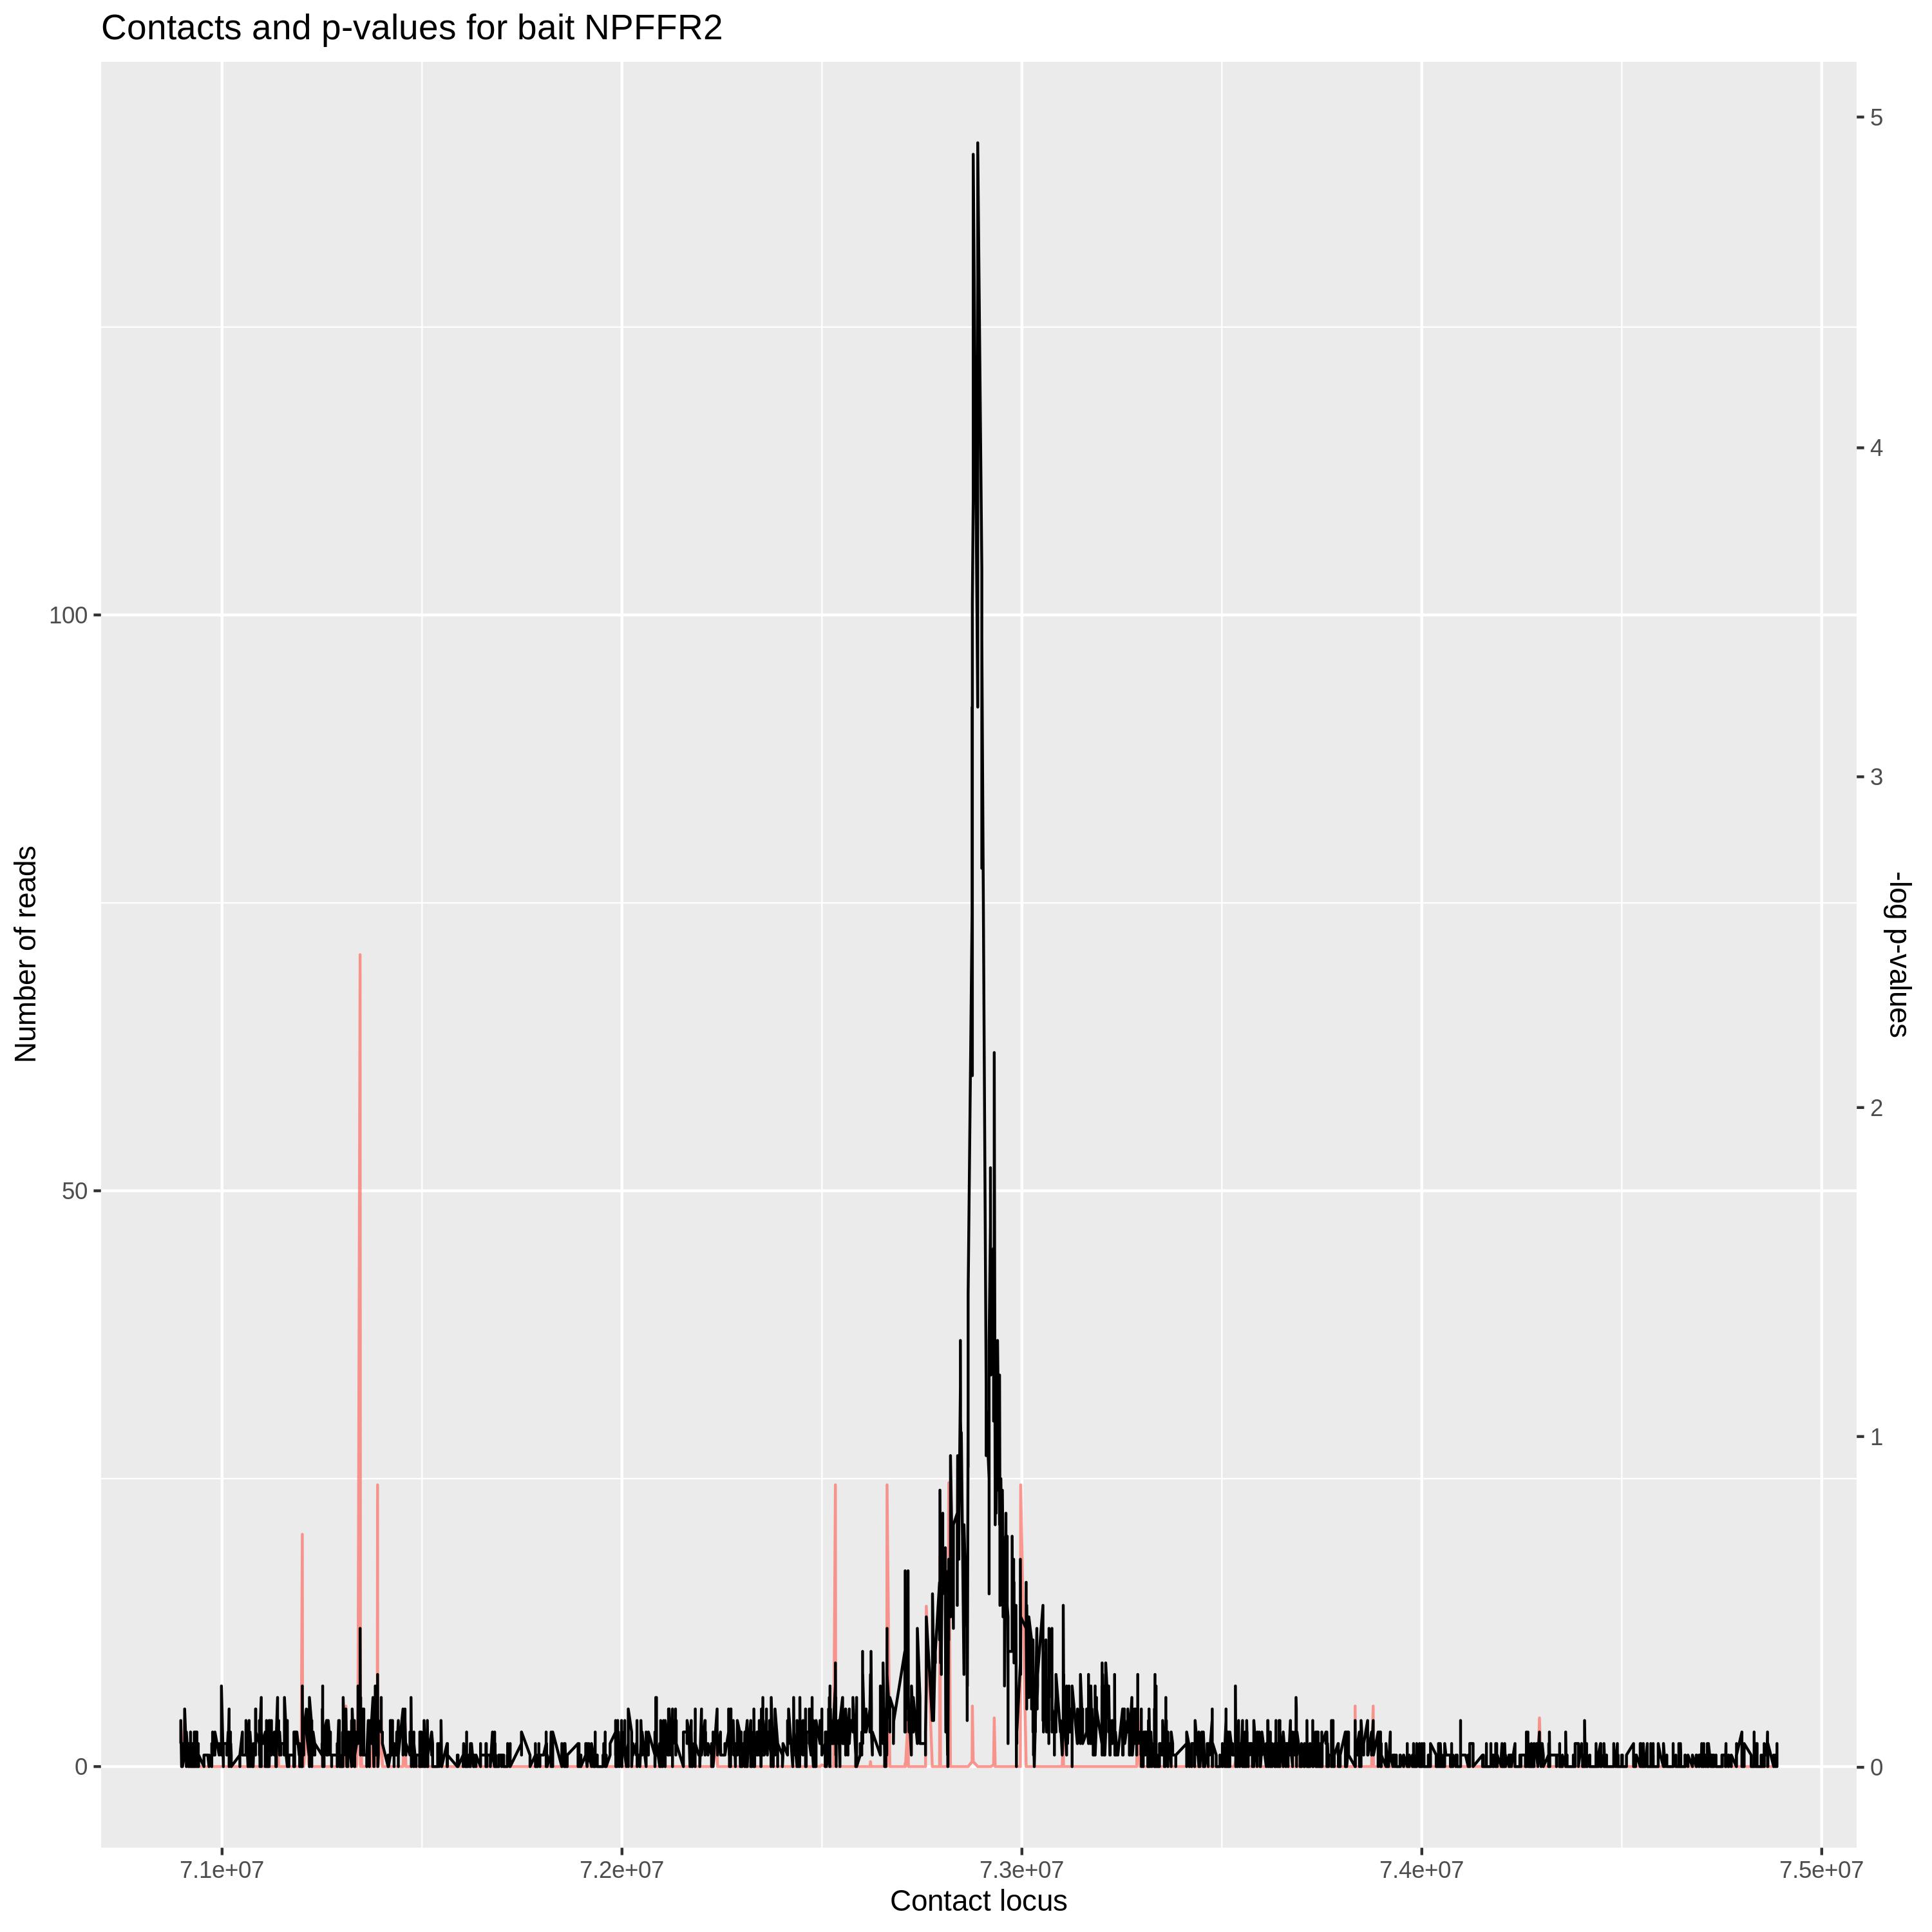 Contacts and p-values for bait NPFFR2
Number of reads
100
50
0
5
4
3
2
1
0
-log p-values
7.1e+07
7.2e+07
7.3e+07
7.4e+07
7.5e+07
Contact locus